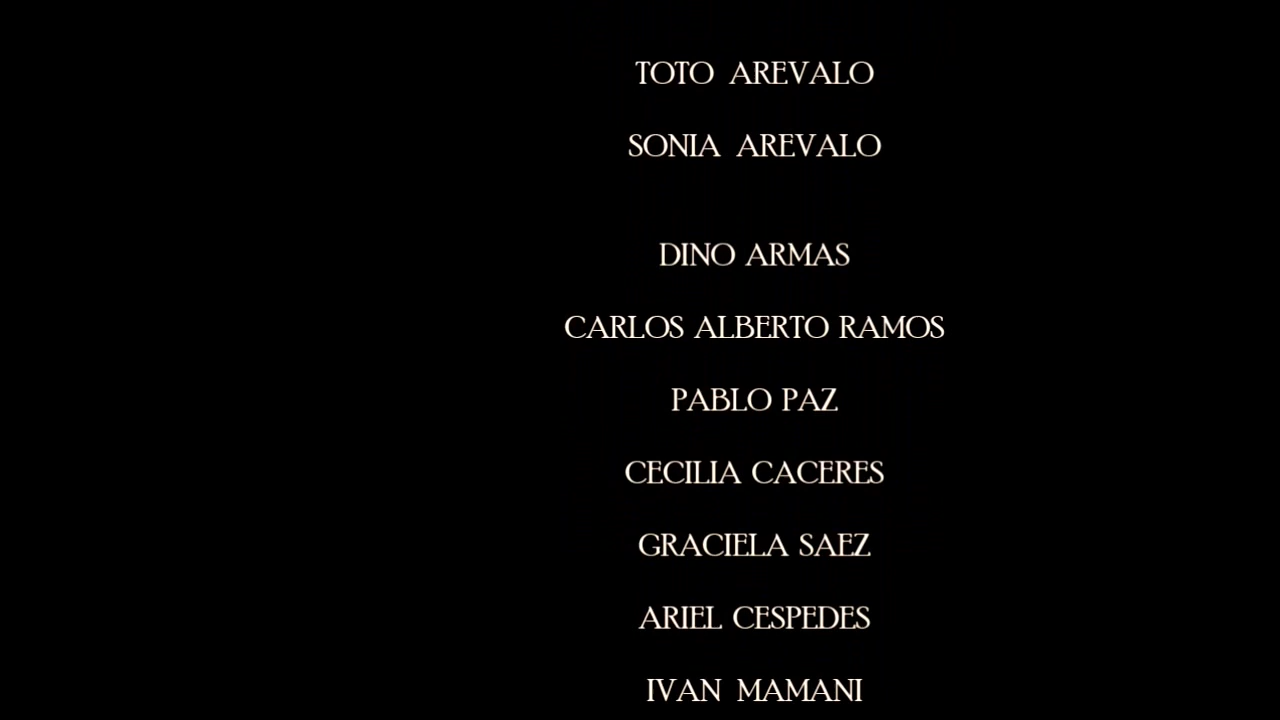 TOTO AREVALO
SONIA AREVALO
DINO ARMAS
CARLOS ALBERTO RAMOS
PABLO PAZ
CECILIA CACERES
GRACIELA SAEZ
ARIEL CESPEDES
IVAN MAMANI